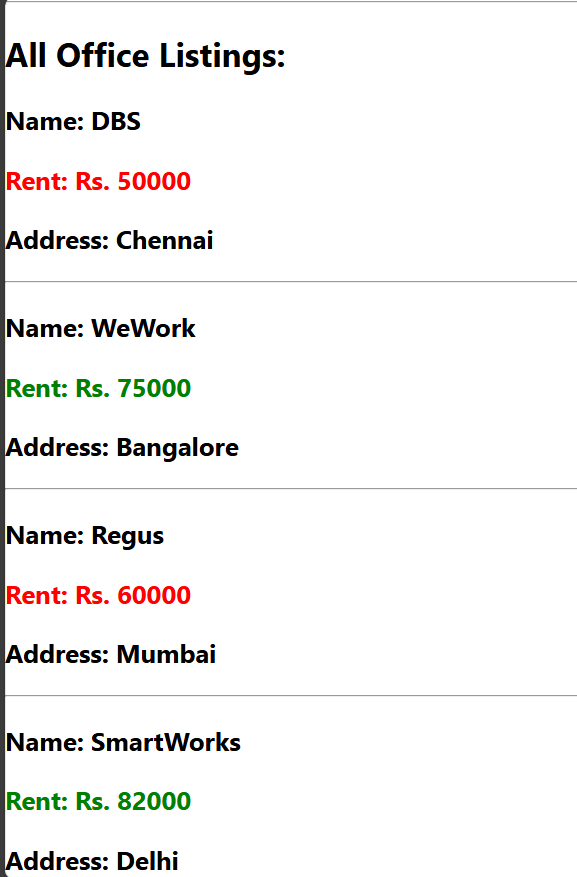 All Office Listings:
Name: DBS
Rent: Rs. 50000
Address: Chennai
Name: WeWork
Rent: Rs. 75000
Address: Bangalore
Name: Regus
Rent: Rs. 60000
Address: Mumbai
Name: SmartWorks
Rent: Rs. 82000
Address: Delhi